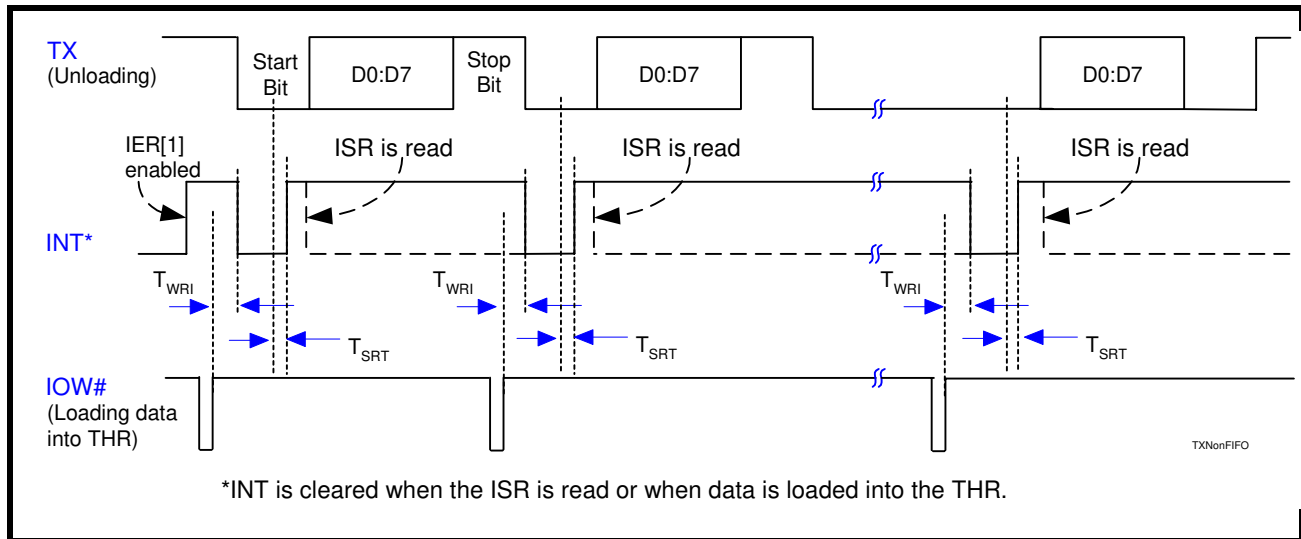 TX
(Unloading)
Start
Bit
D0:D7
Stop
Bit
D0:D7
D0:D7
IER[1]
enabled
ISR is read
ISR is read
ISR is read
INT*
TWRI
TWRI
TWRI
TSRT
TSRT
TSRT
IOW#
(Loading data
into THR)
TXNonFIFO
*INT is cleared when the ISR is read or when data is loaded into the THR.